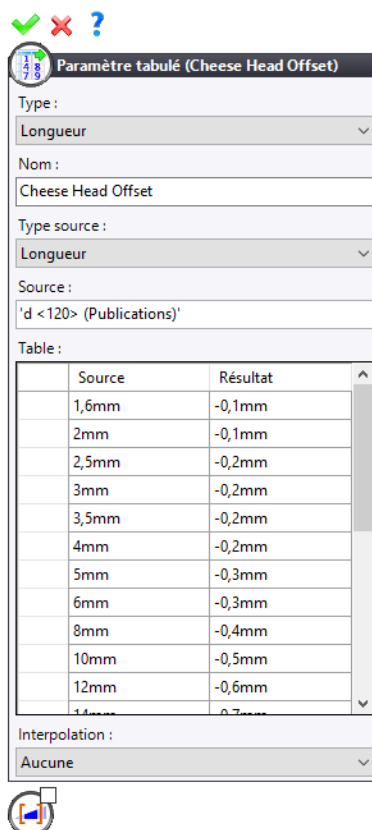 Paramètre tabulé (Cheese Head Offset)
Type :
Longueur
Nom :
Cheese Head Offset
Type source :
Longueur
Source :
'd <120> (Publications)'
Table :
Source Résultat
1,6mm -0,1mm
2mm -0,1mm
2,5mm -0,2mm
3mm -0,2mm
3,5mm -0,2mm
4mm -0,2mm
5mm -0,3mm
6mm -0,3mm
8mm -0,4mm
10mm -0,5mm
12mm -0,6mm
14mm -0,7mm
Interpolation :
Aucune